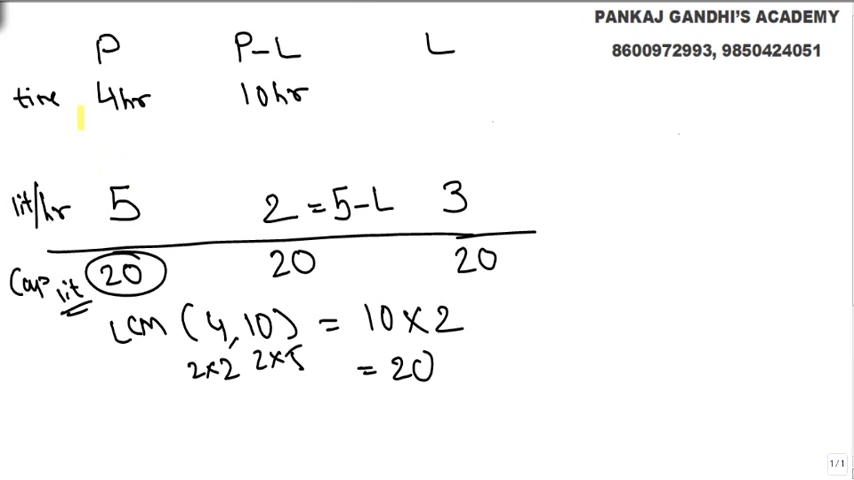 PANKAJ GANDHI'S ACADEMY
8600972993, 9850424051
P P-L L
time 4hr 10hr
lit/hr 5 2 = 5-L 3
Cap lit 20 20 20
LCM (4,10) = 10 × 2
2×2 2×5 = 20
1/1